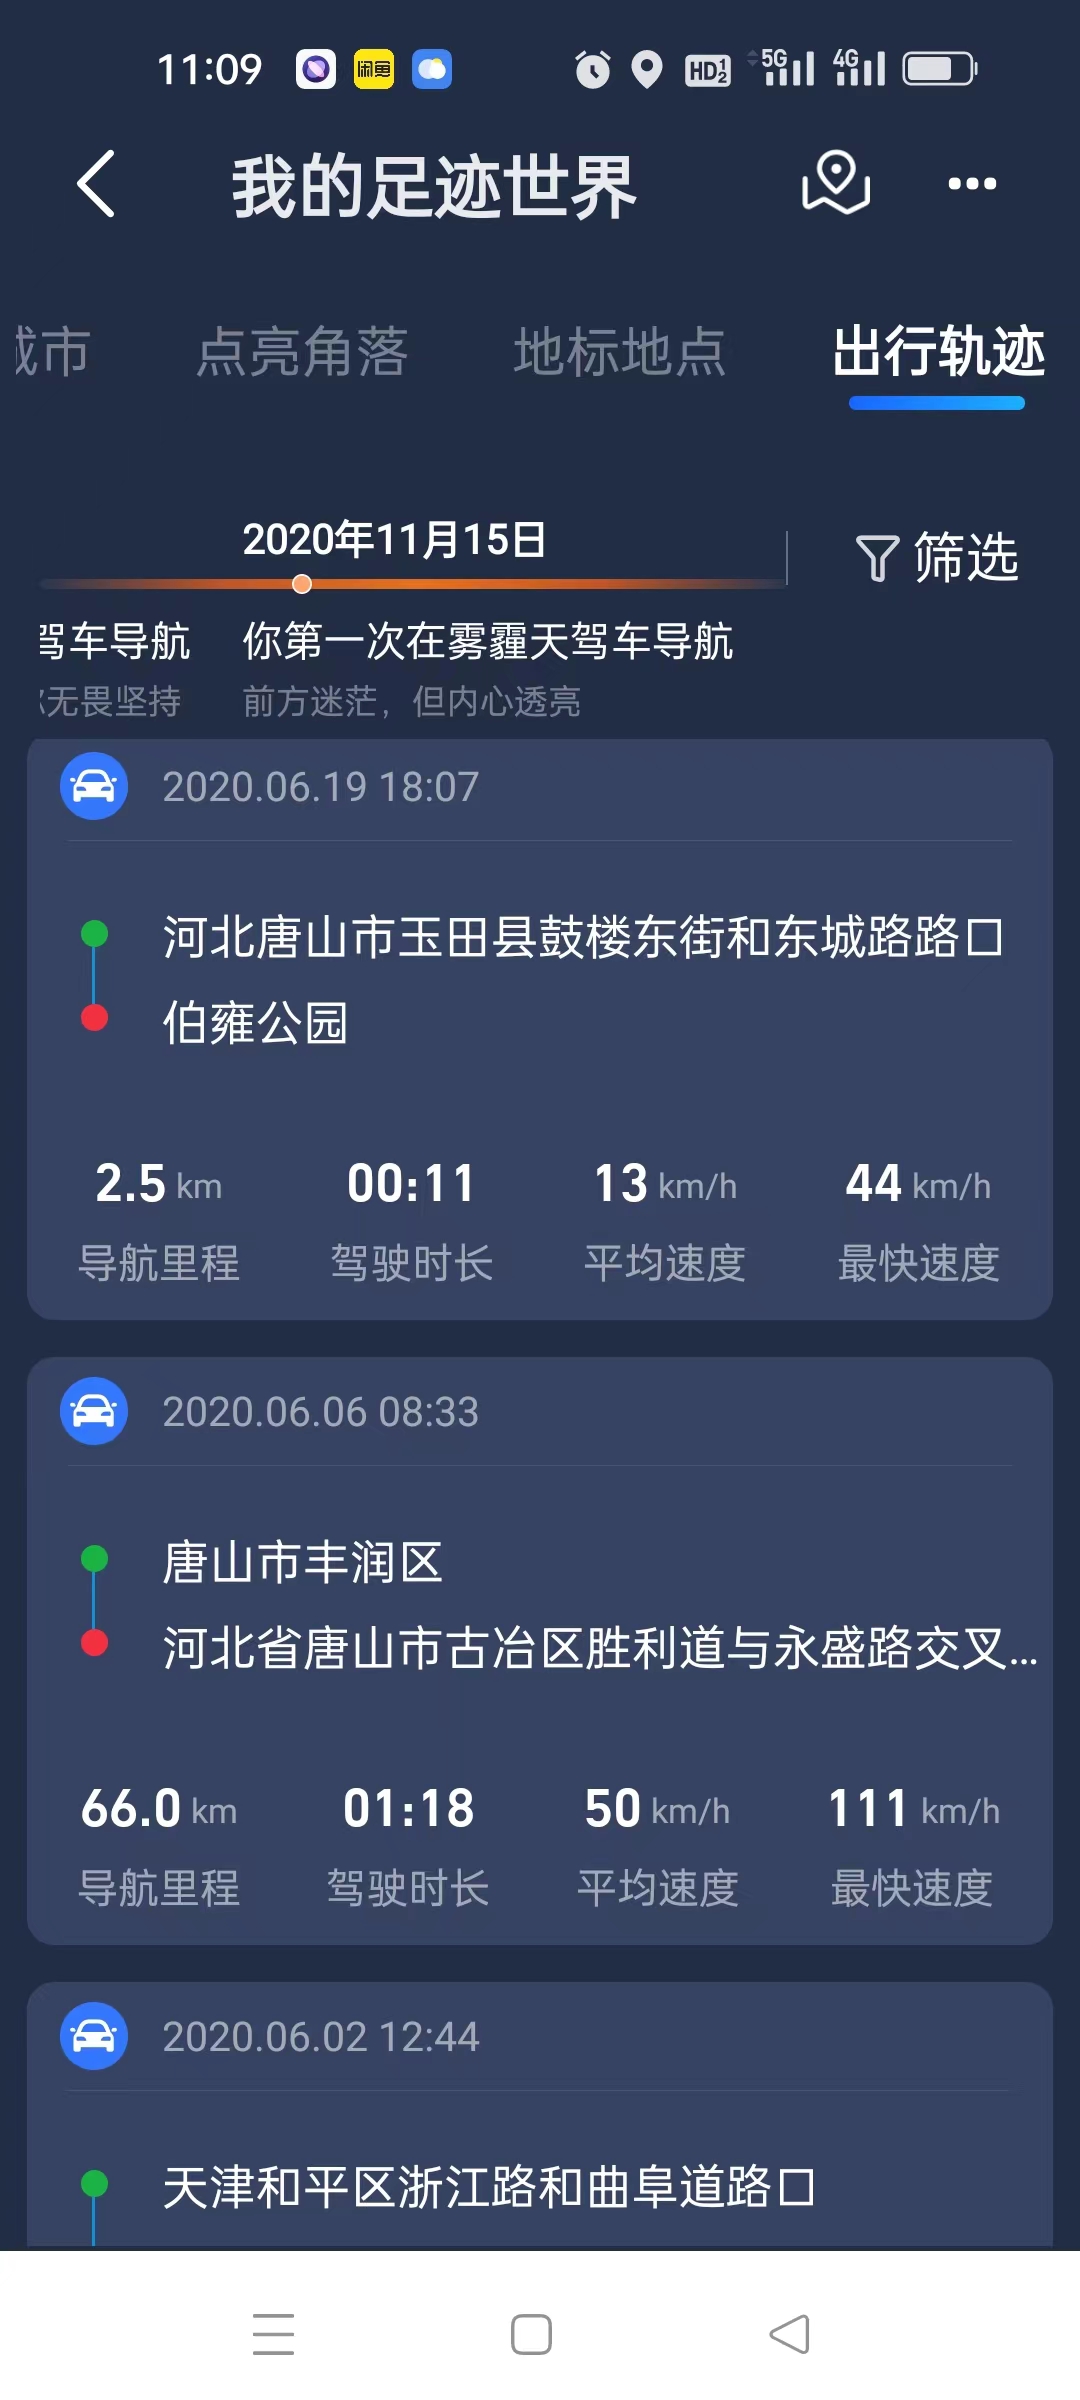 11:09
闲鱼
HD 1 2
5G
4G
我的足迹世界
城市
点亮角落
地标地点
出行轨迹
2020年11月15日
筛选
驾车导航
你第一次在雾霾天驾车导航
无畏坚持
前方迷茫，但内心透亮
2020.06.19 18:07
河北唐山市玉田县鼓楼东街和东城路路口
伯雍公园
2.5 km
00:11
13 km/h
44 km/h
导航里程
驾驶时长
平均速度
最快速度
2020.06.06 08:33
唐山市丰润区
河北省唐山市古冶区胜利道与永盛路交叉...
66.0 km
01:18
50 km/h
111 km/h
导航里程
驾驶时长
平均速度
最快速度
2020.06.02 12:44
天津和平区浙江路和曲阜道路口